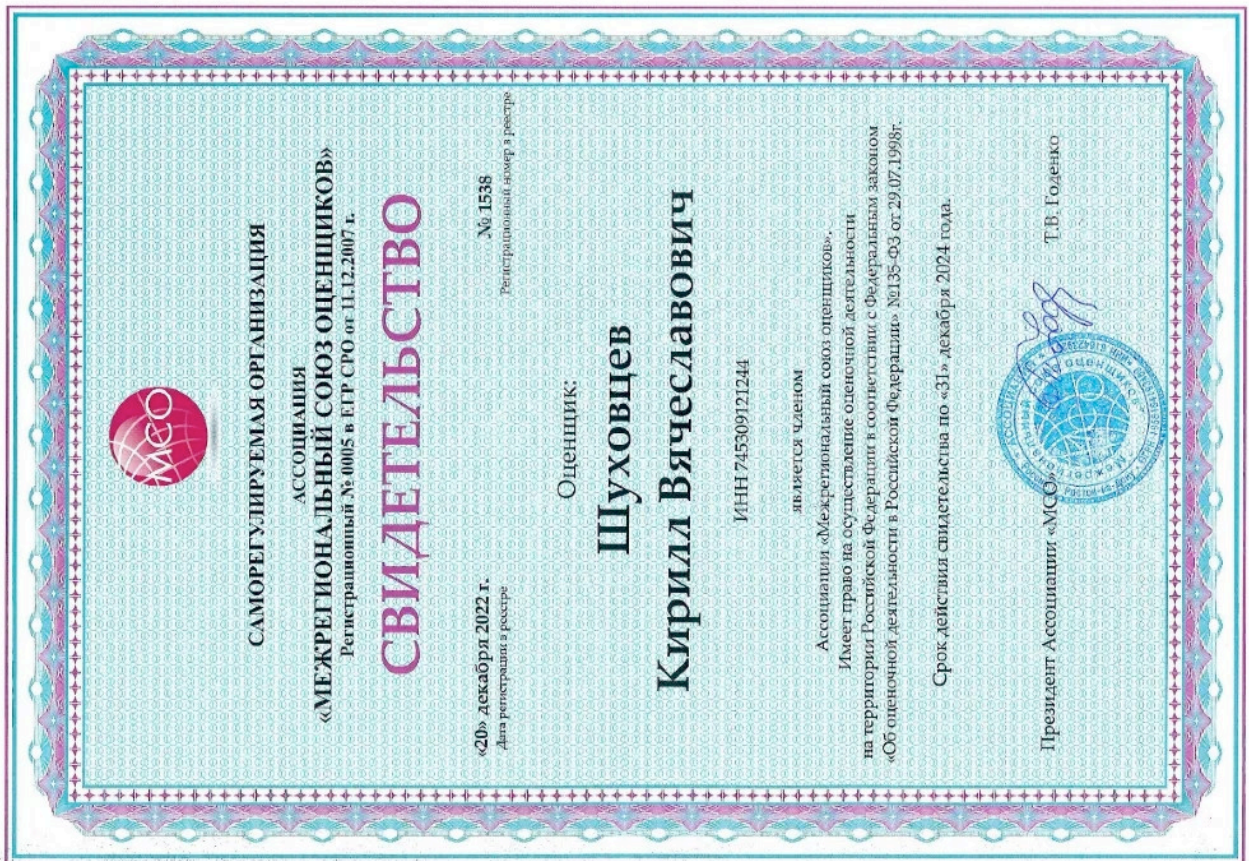 МСО
САМОРЕГУЛИРУЕМАЯ ОРГАНИЗАЦИЯ
АССОЦИАЦИЯ
«МЕЖРЕГИОНАЛЬНЫЙ СОЮЗ ОЦЕНЩИКОВ»
Регистрационный № 0005 в ЕГР СРО от 11.12.2007 г.
СВИДЕТЕЛЬСТВО
«20» декабря 2022 г. № 1538
Дата регистрации в реестре Регистрационный номер в реестре
Оценщик:
Шуховцев
Кирилл Вячеславович
ИНН 745309121244
является членом
Ассоциации «Межрегиональный союз оценщиков».
Имеет право на осуществление оценочной деятельности
на территории Российской Федерации в соответствии с Федеральным законом
«Об оценочной деятельности в Российской Федерации» №135-ФЗ от 29.07.1998г.
Срок действия свидетельства по «31» декабря 2024 года.
Президент Ассоциации «МСО» Т.В. Годенко